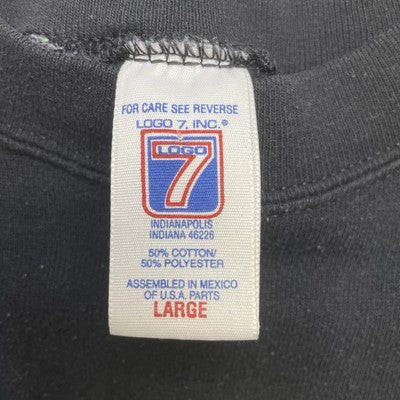 FOR CARE SEE REVERSE
LOGO 7, INC.®
LOGO
7
INDIANAPOLIS
INDIANA 46226
50% COTTON/
50% POLYESTER
ASSEMBLED IN MEXICO
OF U.S.A. PARTS
LARGE